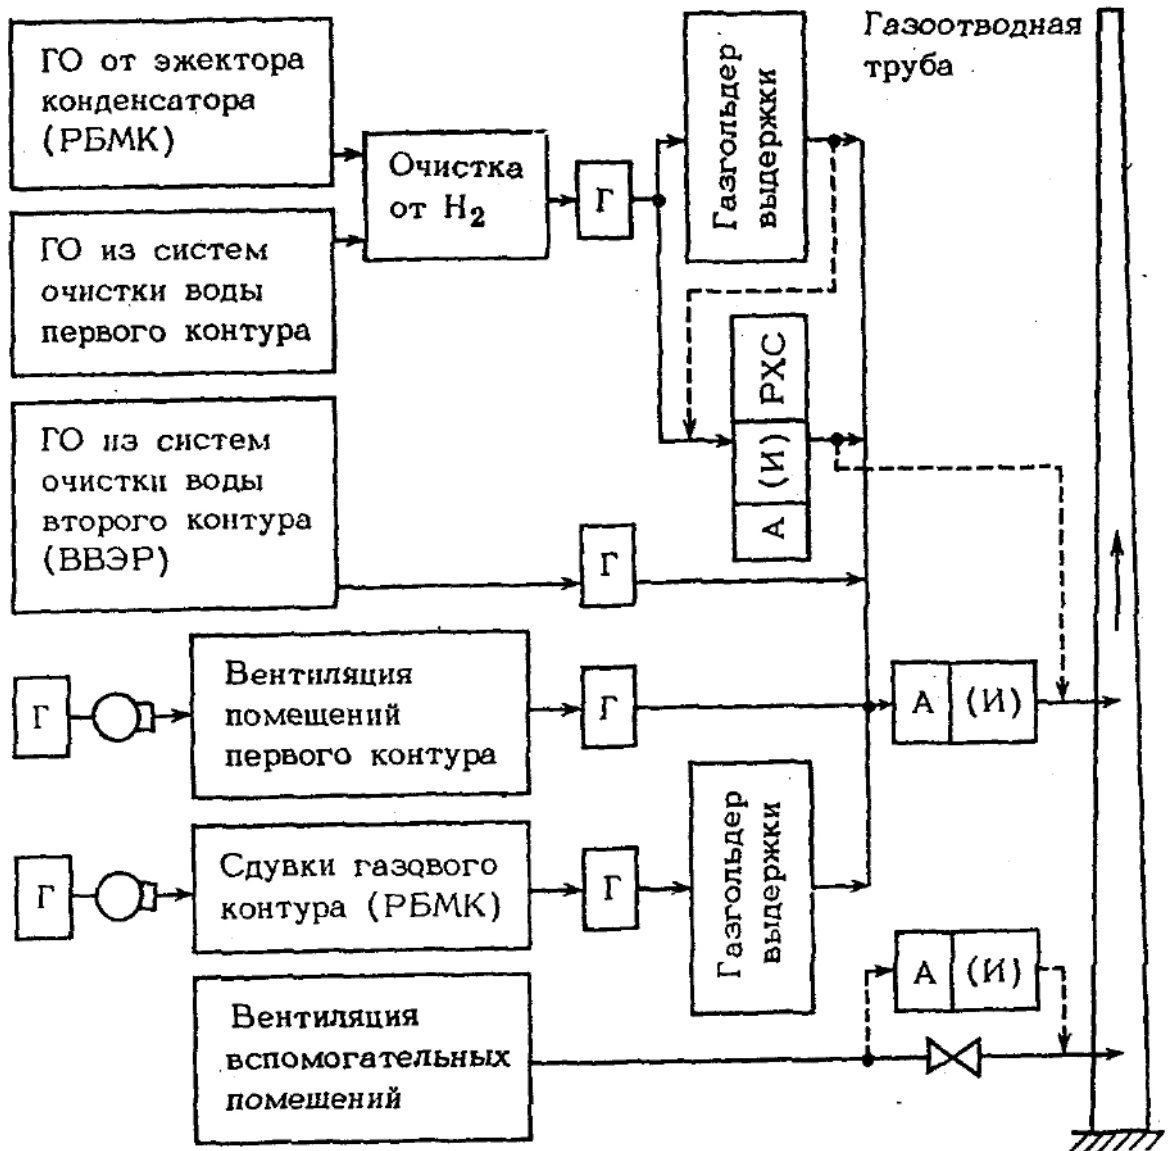 ГО от эжектора
конденсатора
(РБМК)
Очистка
от H₂
Г
Газгольдер
выдержки
Газоотводная
труба
ГО из систем
очистки воды
первого контура
РХС
(И)
А
ГО из систем
очистки воды
второго контура
(ВВЭР)
Г
Г
Вентиляция
помещений
первого контура
Г
А
(И)
Г
Сдувки газового
контура (РБМК)
Г
Газгольдер
выдержки
Вентиляция
вспомогательных
помещений
А
(И)